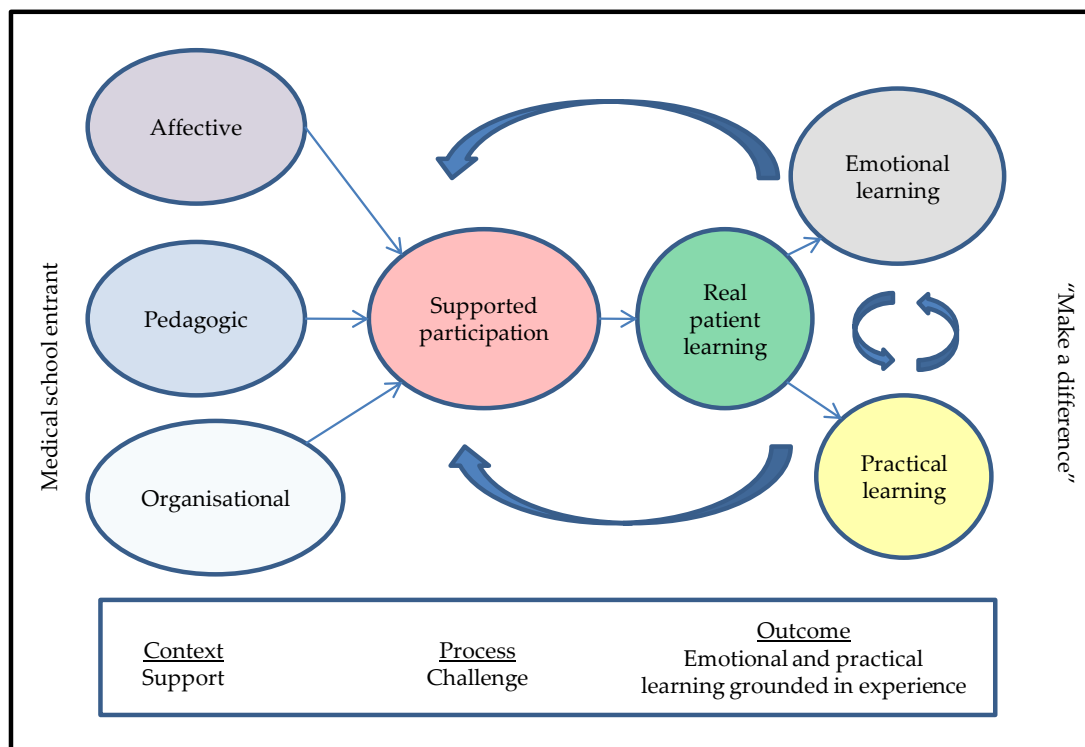 Medical school entrant
Affective
Pedagogic
Organisational
Supported
participation
Real
patient
learning
Emotional
learning
Practical
learning
“Make a difference”
Context
Support
Process
Challenge
Outcome
Emotional and practical
learning grounded in experience